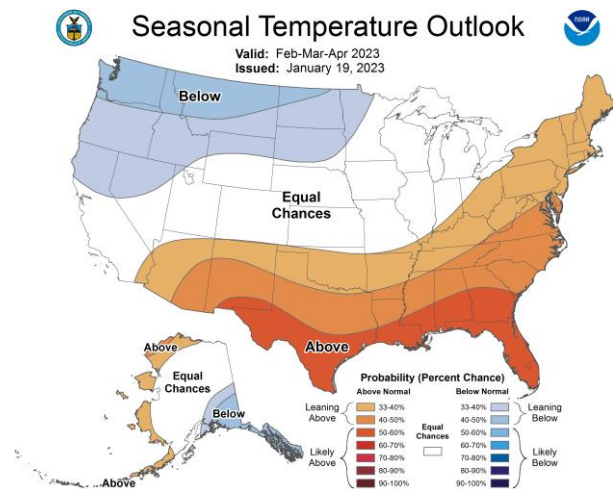 NOAA
Seasonal Temperature Outlook
Valid: Feb-Mar-Apr 2023
Issued: January 19, 2023
Below
Equal
Chances
Above
Above
Equal
Chances
Below
Above
Probability (Percent Chance)
Above Normal
Below Normal
Leaning
Above
33-40%
40-50%
Likely
Above
50-60%
60-70%
70-80%
80-90%
90-100%
Equal
Chances
33-40%
40-50%
Leaning
Below
50-60%
60-70%
70-80%
80-90%
90-100%
Likely
Below